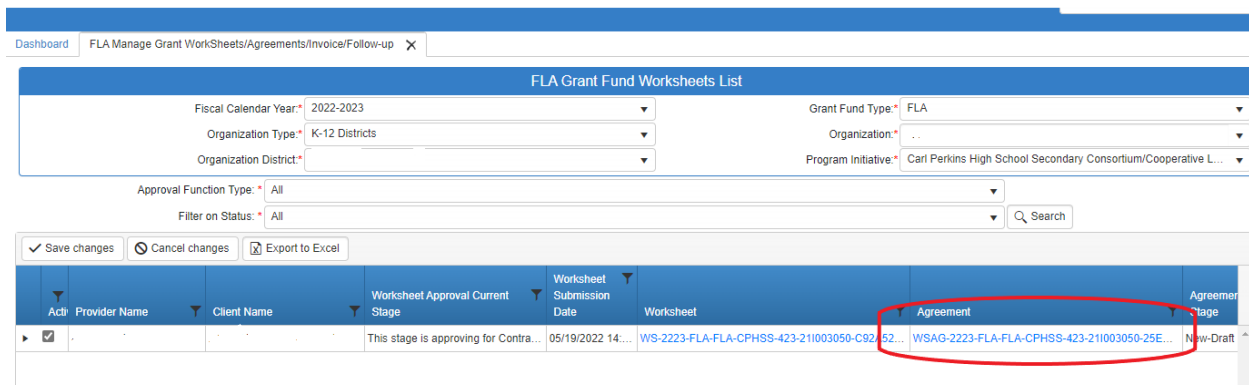 Dashboard FLA Manage Grant WorkSheets/Agreements/Invoice/Follow-up X
FLA Grant Fund Worksheets List
Fiscal Calendar Year:* 2022-2023 Grant Fund Type:* FLA
Organization Type:* K-12 Districts Organization:*
Organization District:* Program Initiative:* Carl Perkins High School Secondary Consortium/Cooperative L...
Approval Function Type: * All
Filter on Status: * All Search
Save changes Cancel changes Export to Excel
Acti Provider Name Client Name Worksheet Approval Current Stage Worksheet Submission Date Worksheet Agreement Agreemen Stage
This stage is approving for Contra... 05/19/2022 14:... WS-2223-FLA-FLA-CPHSS-423-21I003050-C92A52... WSAG-2223-FLA-FLA-CPHSS-423-21I003050-25E... New-Draft